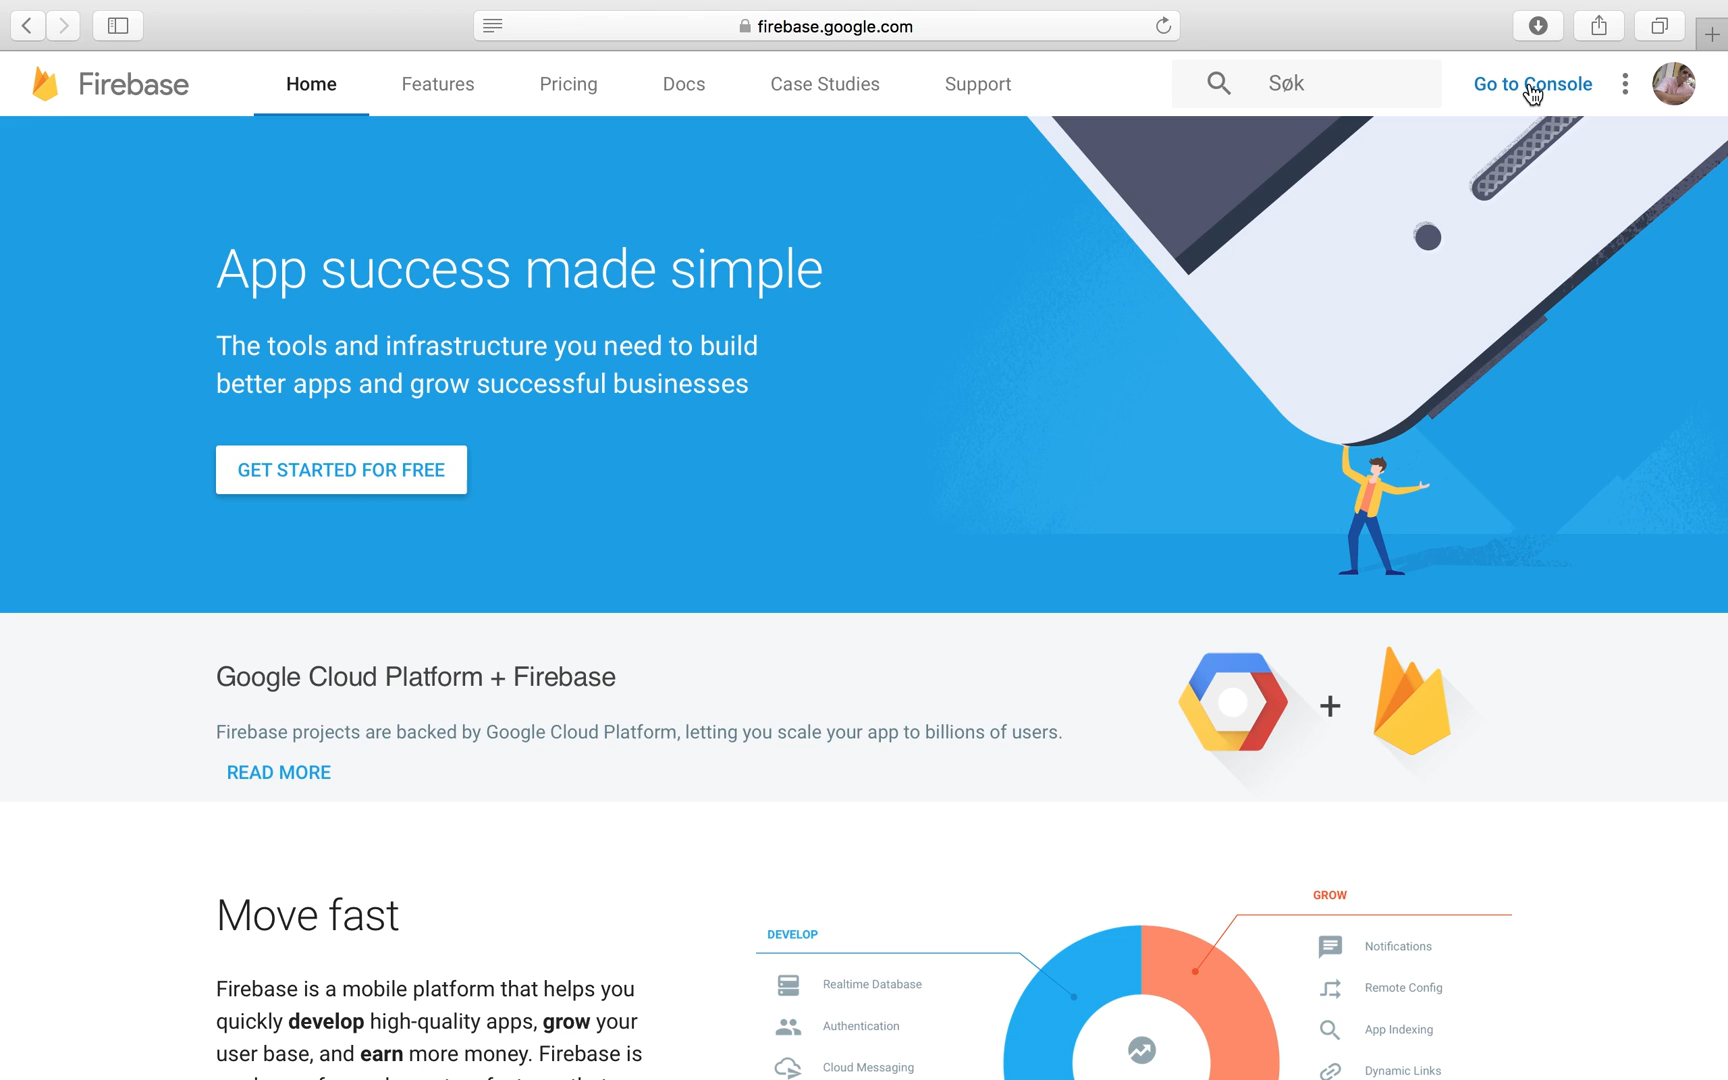 firebase.google.com
Firebase
Home
Features
Pricing
Docs
Case Studies
Support
Søk
Go to Console
App success made simple
The tools and infrastructure you need to build
better apps and grow successful businesses
GET STARTED FOR FREE
Google Cloud Platform + Firebase
+
Firebase projects are backed by Google Cloud Platform, letting you scale your app to billions of users.
READ MORE
Move fast
Firebase is a mobile platform that helps you
quickly develop high-quality apps, grow your
user base, and earn more money. Firebase is
DEVELOP
Realtime Database
Authentication
Cloud Messaging
GROW
Notifications
Remote Config
App Indexing
Dynamic Links